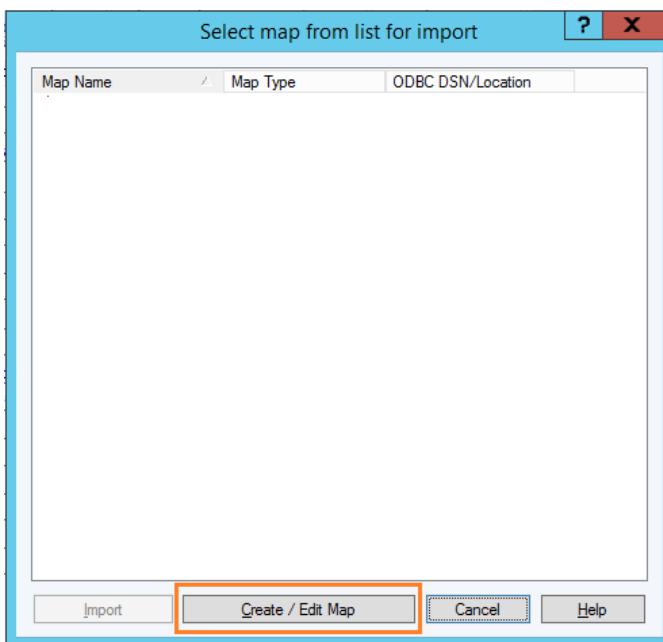 Select map from list for import ? X
Map Name Map Type ODBC DSN/Location
Import Create / Edit Map Cancel Help